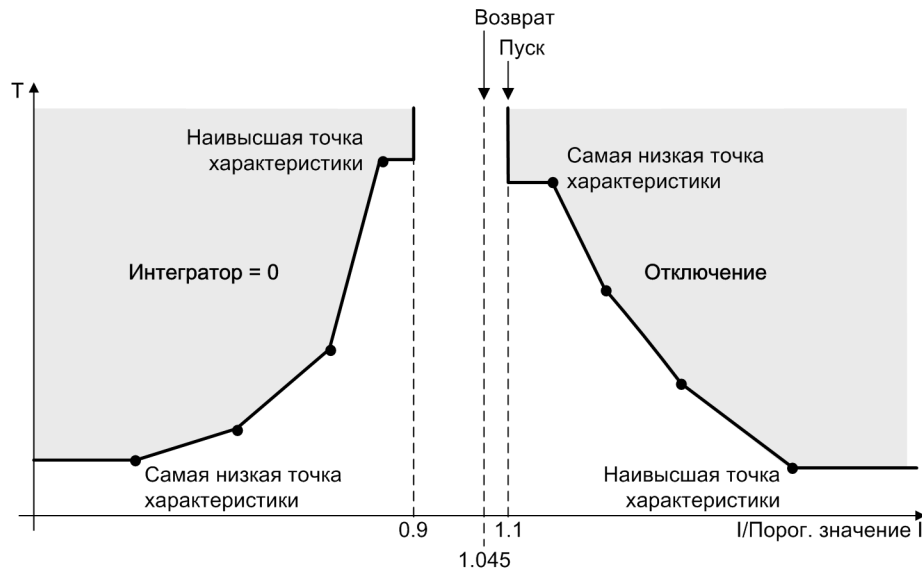 Возврат
Пуск
T
Наивысшая точка
характеристики
Самая низкая точка
характеристики
Интегратор = 0
Отключение
Самая низкая точка
характеристики
Наивысшая точка
характеристики
0.9
1.1
I/Порог. значение I
1.045